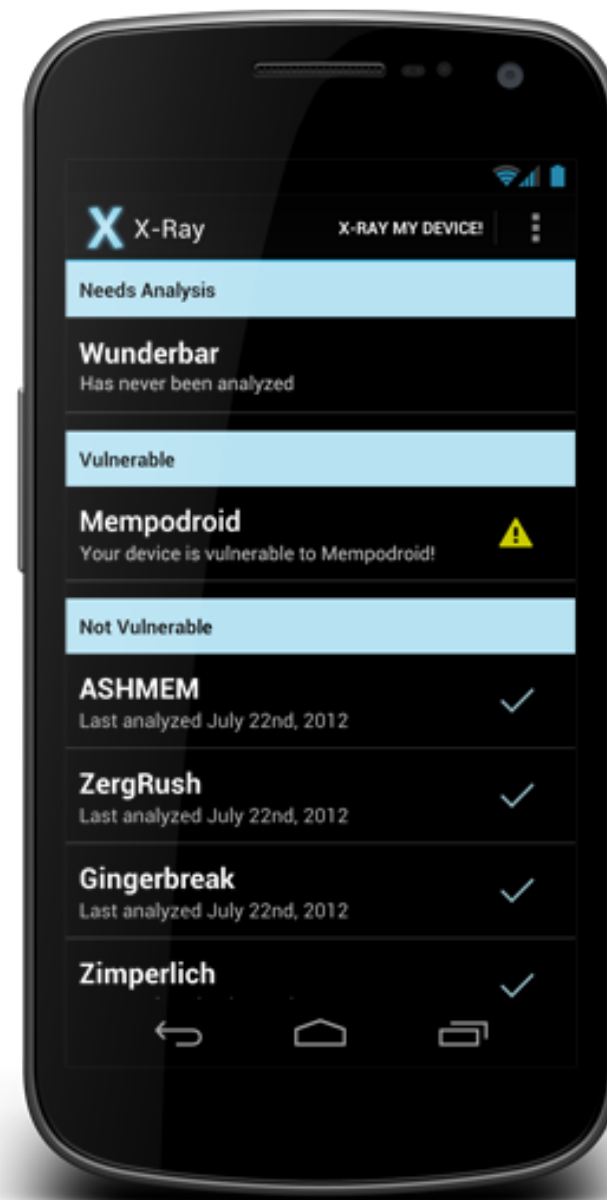 X X-Ray X-RAY MY DEVICE!
Needs Analysis
Wunderbar
Has never been analyzed
Vulnerable
Mempodroid
Your device is vulnerable to Mempodroid!
Not Vulnerable
ASHMEM
Last analyzed July 22nd, 2012
ZergRush
Last analyzed July 22nd, 2012
Gingerbreak
Last analyzed July 22nd, 2012
Zimperlich